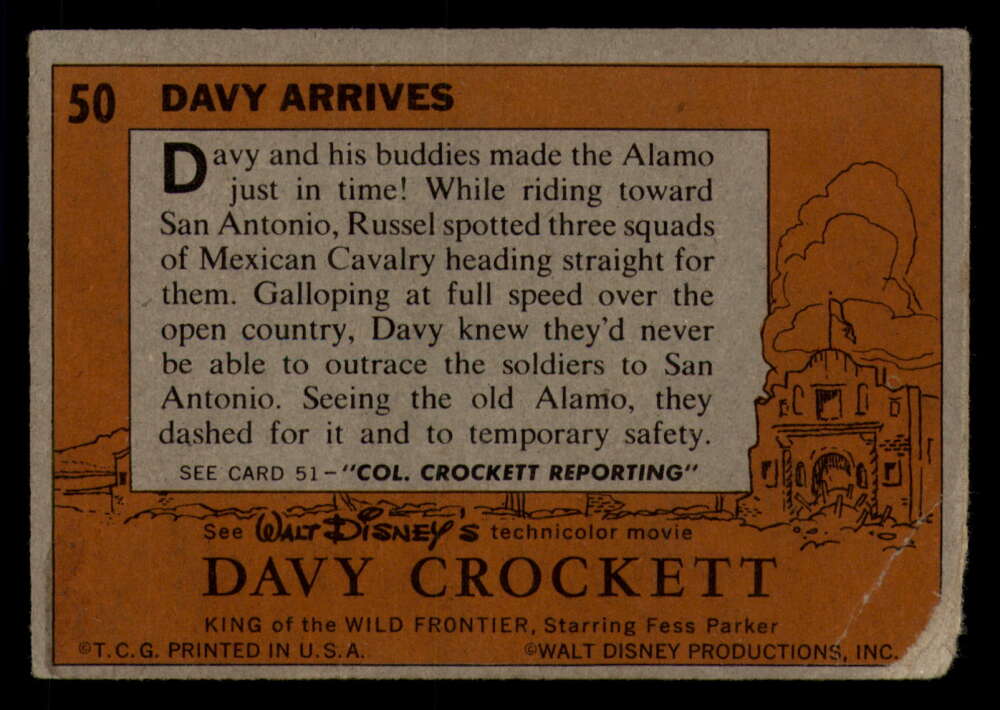 50 DAVY ARRIVES
Davy and his buddies made the Alamo
just in time! While riding toward
San Antonio, Russel spotted three squads
of Mexican Cavalry heading straight for
them. Galloping at full speed over the
open country, Davy knew they'd never
be able to outrace the soldiers to San
Antonio. Seeing the old Alamo, they
dashed for it and to temporary safety.
SEE CARD 51-"COL. CROCKETT REPORTING"
See WALT DISNEY'S technicolor movie
DAVY CROCKETT
KING of the WILD FRONTIER, Starring Fess Parker
©T.C.G. PRINTED IN U.S.A. ©WALT DISNEY PRODUCTIONS, INC.